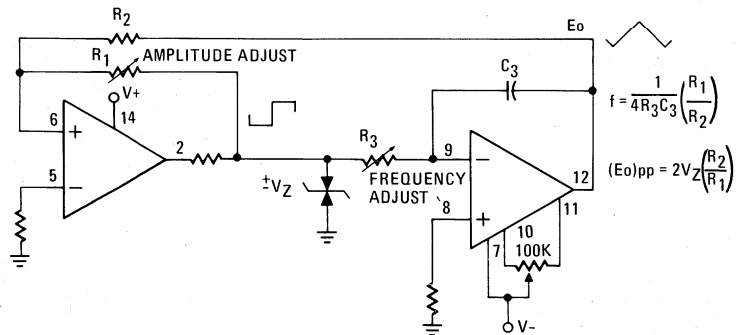 R2
Eo
R1 AMPLITUDE ADJUST
V+
C3
14
6
+
2
5
−
R3
9
−
12
±VZ
FREQUENCY
ADJUST
8
+
11
10
7
100K
V−
f = 1/(4R3C3) (R1/R2)
(Eo)pp = 2VZ(R2/R1)